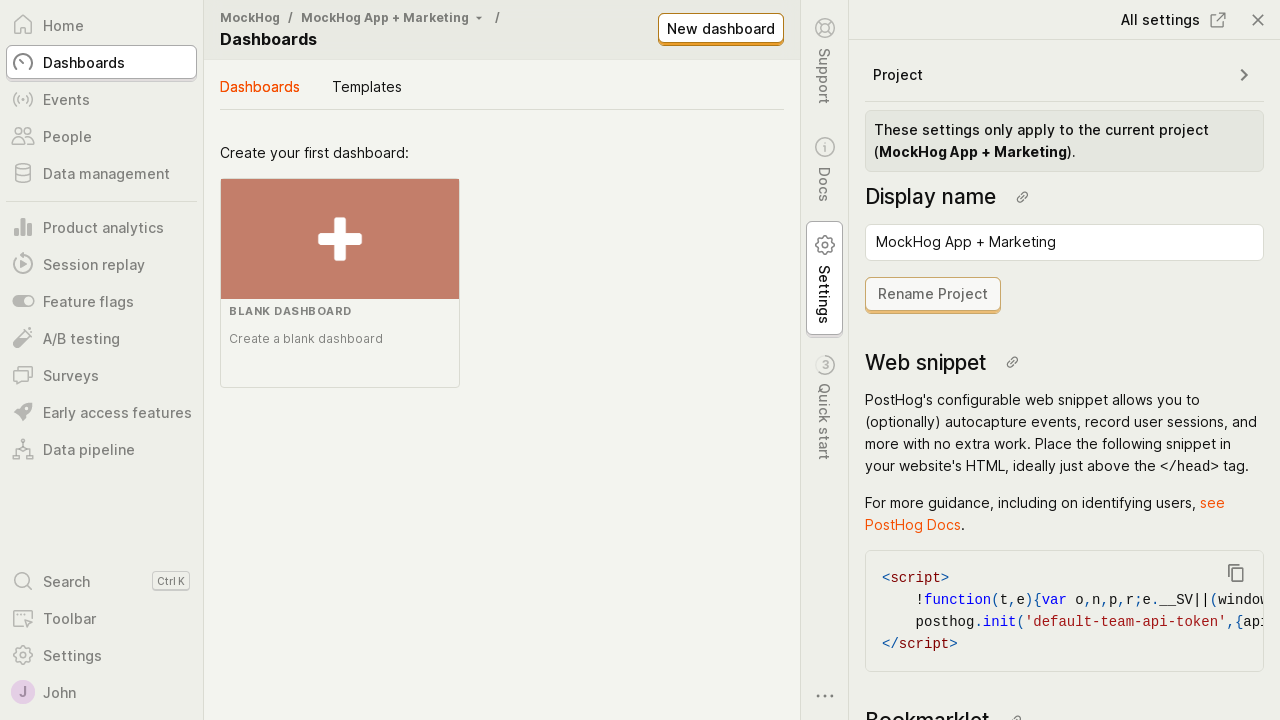 Home
Dashboards
Events
People
Data management
Product analytics
Session replay
Feature flags
A/B testing
Surveys
Early access features
Data pipeline
Search Ctrl K
Toolbar
Settings
J John
MockHog / MockHog App + Marketing /
Dashboards
New dashboard
Dashboards Templates
Create your first dashboard:
BLANK DASHBOARD
Create a blank dashboard
Support
Docs
Settings
3 Quick start
All settings
Project
These settings only apply to the current project
(MockHog App + Marketing).
Display name
MockHog App + Marketing
Rename Project
Web snippet
PostHog's configurable web snippet allows you to
(optionally) autocapture events, record user sessions, and
more with no extra work. Place the following snippet in
your website's HTML, ideally just above the </head> tag.
For more guidance, including on identifying users, see
PostHog Docs.
<script>
!function(t,e){var o,n,p,r;e.__SV||(window
posthog.init('default-team-api-token',{api
</script>
Bookmarklet